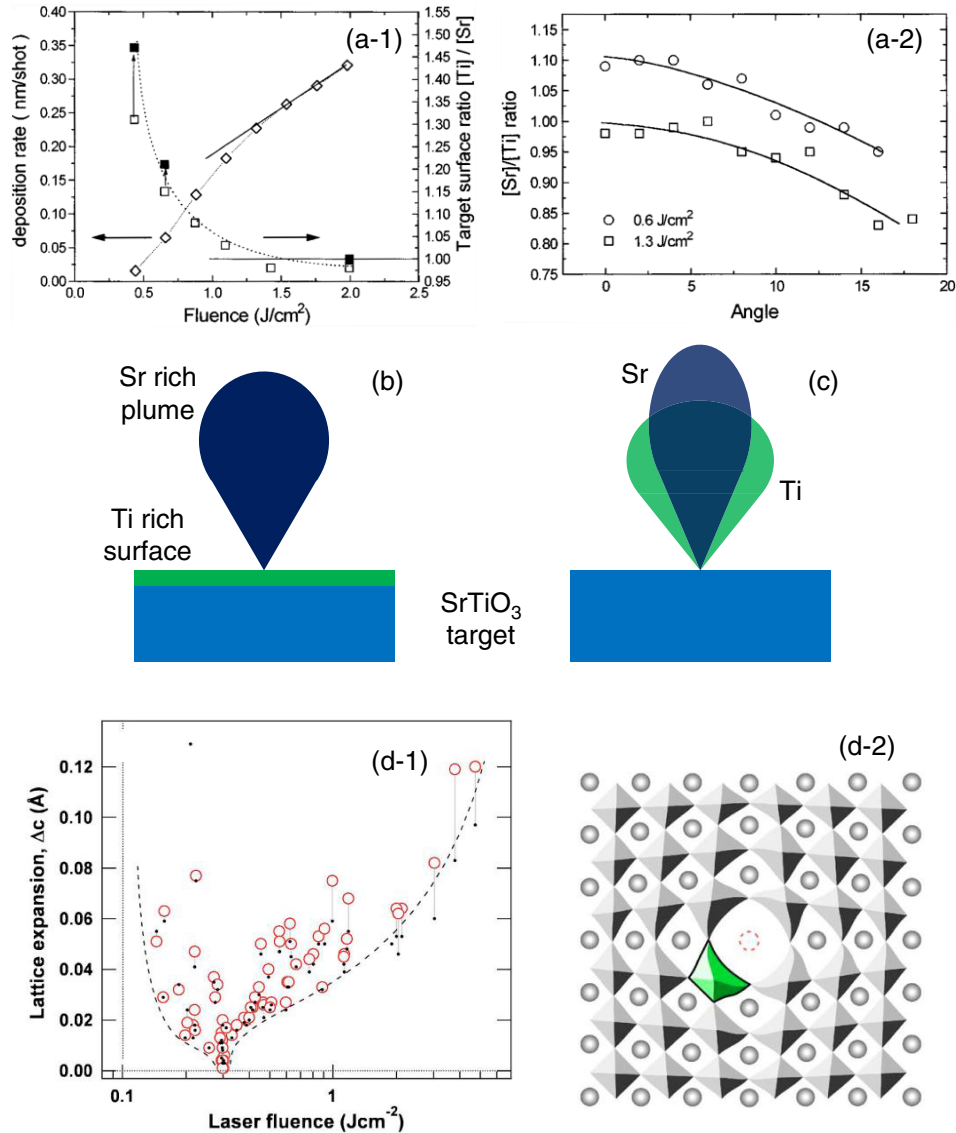 (a-1)
deposition rate ( nm/shot)
0.40
0.35
0.30
0.25
0.20
0.15
0.10
0.05
0.00
0.0 0.5 1.0 1.5 2.0 2.5
Fluence (J/cm²)
1.55
1.50
1.45
1.40
1.35
1.30
1.25
1.20
1.15
1.10
1.05
1.00
0.95
Target surface ratio [Ti] / [Sr]
(a-2)
[Sr]/[Ti] ratio
1.10
1.05
1.00
0.95
0.90
0.85
0.80
0.75
0.6 J/cm²
1.3 J/cm²
0 5 10 15 20
Angle
(b)
Sr rich
plume
Ti rich
surface
SrTiO₃
target
(c)
Sr
Ti
(d-1)
Lattice expansion, Δc (Å)
0.12
0.10
0.08
0.06
0.04
0.02
0.00
0.1 1
Laser fluence (Jcm⁻²)
(d-2)